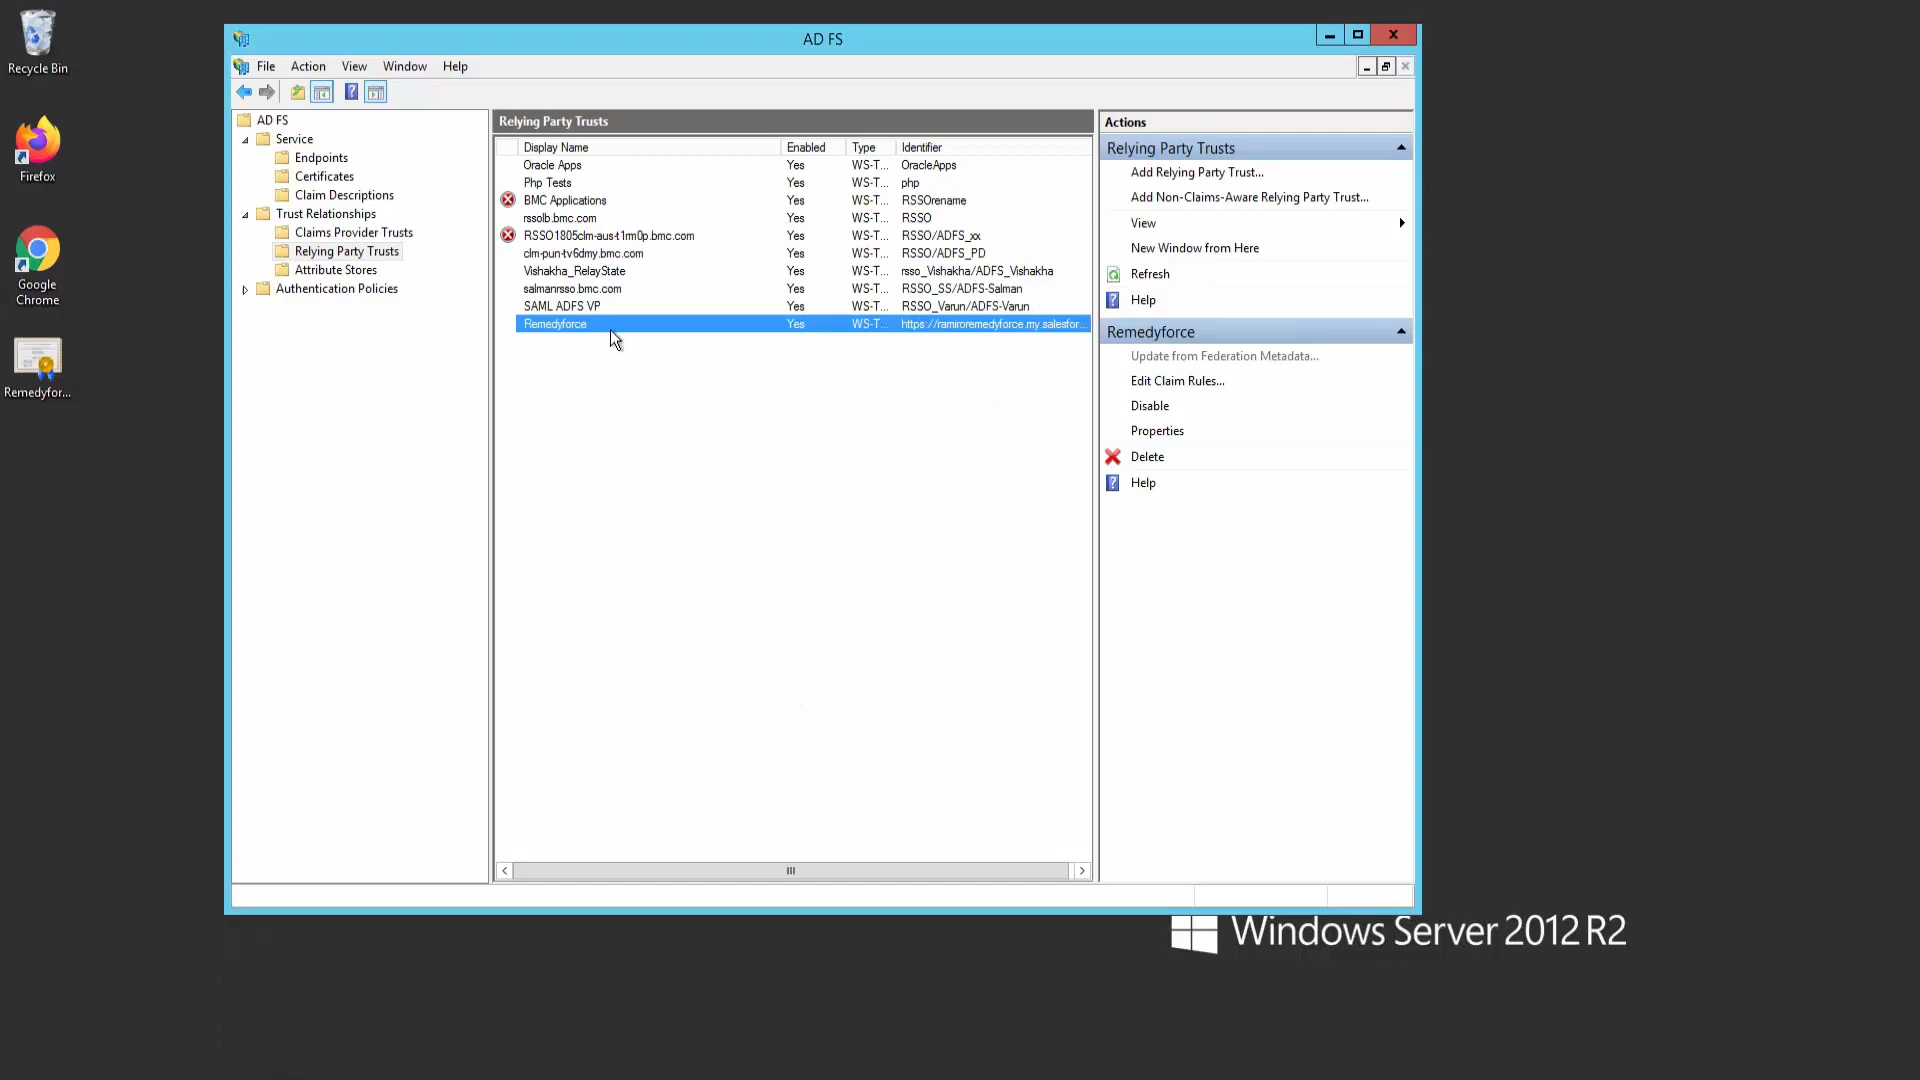 Recycle Bin
Firefox
Google
Chrome
Remedyfor...
AD FS
File Action View Window Help
AD FS
Service
Endpoints
Certificates
Claim Descriptions
Trust Relationships
Claims Provider Trusts
Relying Party Trusts
Attribute Stores
Authentication Policies
Relying Party Trusts
Display Name Enabled Type Identifier
Oracle Apps Yes WS-T... OracleApps
Php Tests Yes WS-T... php
BMC Applications Yes WS-T... RSSOrename
rssolb.bmc.com Yes WS-T... RSSO
RSSO1805clm-aus-t1rm0p.bmc.com Yes WS-T... RSSO/ADFS_xx
clm-pun-tv6dmy.bmc.com Yes WS-T... RSSO/ADFS_PD
Vishakha_RelayState Yes WS-T... rsso_Vishakha/ADFS_Vishakha
salmanrsso.bmc.com Yes WS-T... RSSO_SS/ADFS-Salman
SAML ADFS VP Yes WS-T... RSSO_Varun/ADFS-Varun
Remedyforce Yes WS-T... https://ramiroremedyforce.my.salesfor...
Actions
Relying Party Trusts
Add Relying Party Trust...
Add Non-Claims-Aware Relying Party Trust...
View
New Window from Here
Refresh
Help
Remedyforce
Update from Federation Metadata...
Edit Claim Rules...
Disable
Properties
Delete
Help
Windows Server 2012 R2